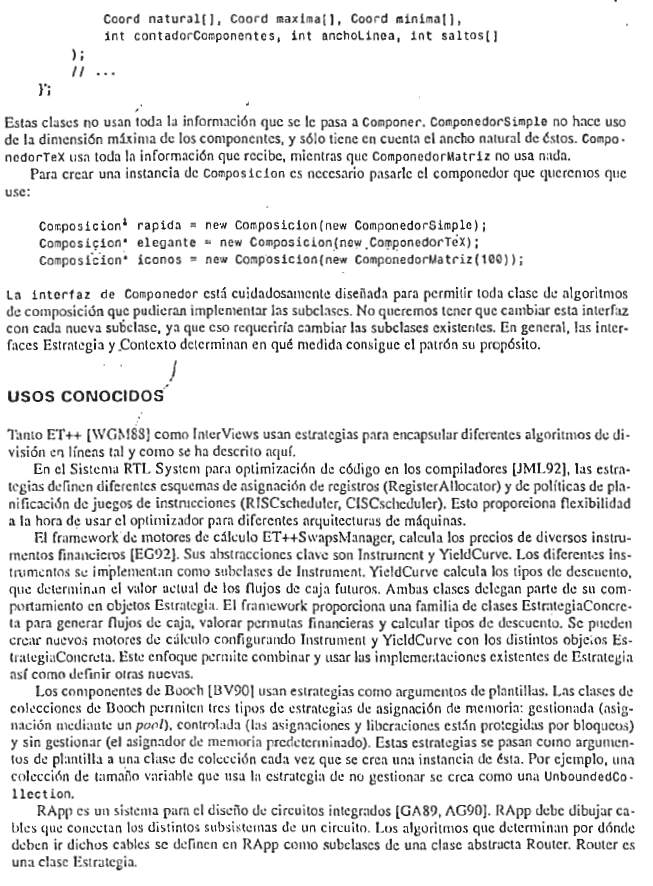 Coord natural[], Coord maxima[], Coord minima[],
int contadorComponentes, int anchoLinea, int saltos[]
);
// ...
};
Estas clases no usan toda la información que se le pasa a Componer. ComponedorSimple no hace uso
de la dimensión máxima de los componentes, y sólo tiene en cuenta el ancho natural de éstos. Compo-
nedorTeX usa toda la información que recibe, mientras que ComponedorMatriz no usa nada.
Para crear una instancia de Composicion es necesario pasarle el componedor que queremos que
use:
Composicion* rapida = new Composicion(new ComponedorSimple);
Composicion* elegante = new Composicion(new ComponedorTeX);
Composicion* iconos = new Composicion(new ComponedorMatriz(100));
La interfaz de Componedor está cuidadosamente diseñada para permitir toda clase de algoritmos
de composición que pudieran implementar las subclases. No queremos tener que cambiar esta interfaz
con cada nueva subclase, ya que eso requeriría cambiar las subclases existentes. En general, las inter-
faces Estrategia y Contexto determinan en qué medida consigue el patrón su propósito.
USOS CONOCIDOS
Tanto ET++ [WGM88] como InterViews usan estrategias para encapsular diferentes algoritmos de di-
visión en líneas tal y como se ha descrito aquí.
En el Sistema RTL System para optimización de código en los compiladores [JML92], las estra-
tegias definen diferentes esquemas de asignación de registros (RegisterAllocator) y de políticas de pla-
nificación de juegos de instrucciones (RISCscheduler, CISCscheduler). Esto proporciona flexibilidad
a la hora de usar el optimizador para diferentes arquitecturas de máquinas.
El framework de motores de cálculo ET++SwapsManager, calcula los precios de diversos instru-
mentos financieros [EG92]. Sus abstracciones clave son Instrument y YieldCurve. Los diferentes ins-
trumentos se implementan como subclases de Instrument. YieldCurve calcula los tipos de descuento,
que determinan el valor actual de los flujos de caja futuros. Ambas clases delegan parte de su com-
portamiento en objetos Estrategia. El framework proporciona una familia de clases EstrategiaConcre-
ta para generar flujos de caja, valorar permutas financieras y calcular tipos de descuento. Se pueden
crear nuevos motores de cálculo configurando Instrument y YieldCurve con los distintos objetos Es-
trategiaConcreta. Este enfoque permite combinar y usar las implementaciones existentes de Estrategia
así como definir otras nuevas.
Los componentes de Booch [BV90] usan estrategias como argumentos de plantillas. Las clases de
colecciones de Booch permiten tres tipos de estrategias de asignación de memoria: gestionada (asig-
nación mediante un pool), controlada (las asignaciones y liberaciones están protegidas por bloqueos)
y sin gestionar (el asignador de memoria predeterminado). Estas estrategias se pasan como argumen-
tos de plantilla a una clase de colección cada vez que se crea una instancia de ésta. Por ejemplo, una
colección de tamaño variable que usa la estrategia de no gestionar se crea como una UnboundedCo-
llection.
RApp es un sistema para el diseño de circuitos integrados [GA89, AG90]. RApp debe dibujar ca-
bles que conectan los distintos subsistemas de un circuito. Los algoritmos que determinan por dónde
deben ir dichos cables se definen en RApp como subclases de una clase abstracta Router. Router es
una clase Estrategia.